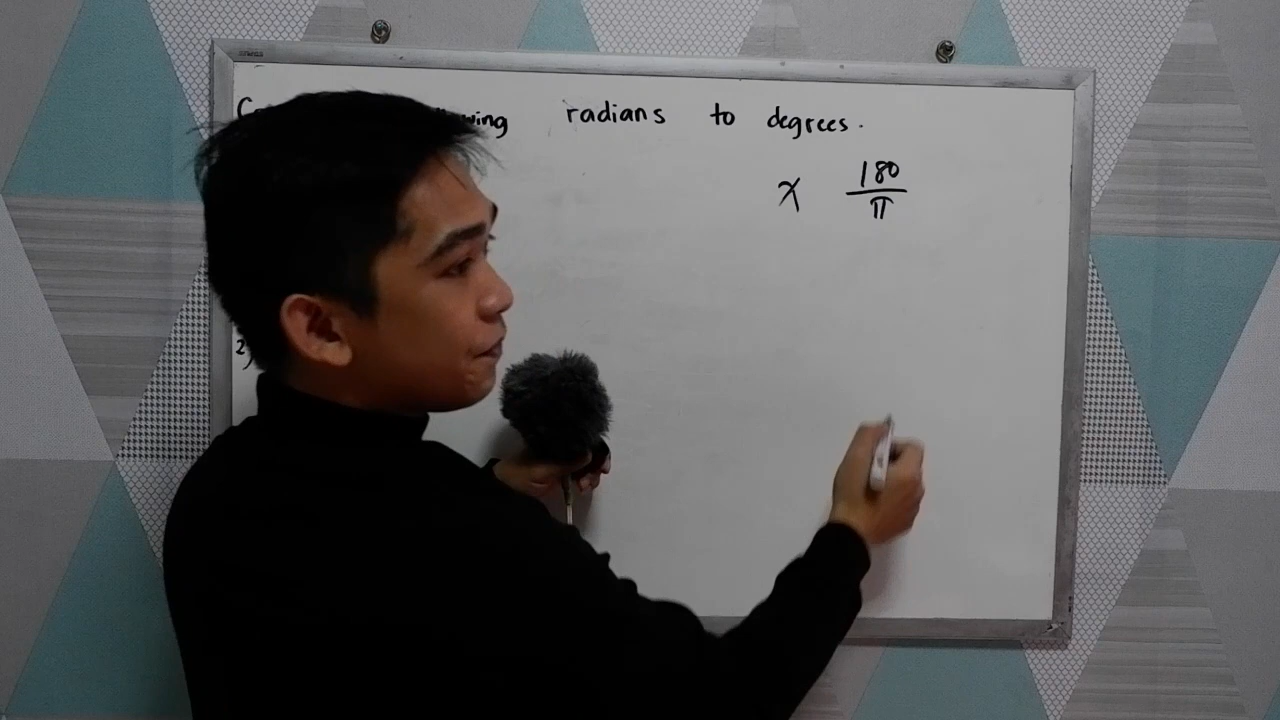 radians to degrees.
x 180
π
2)